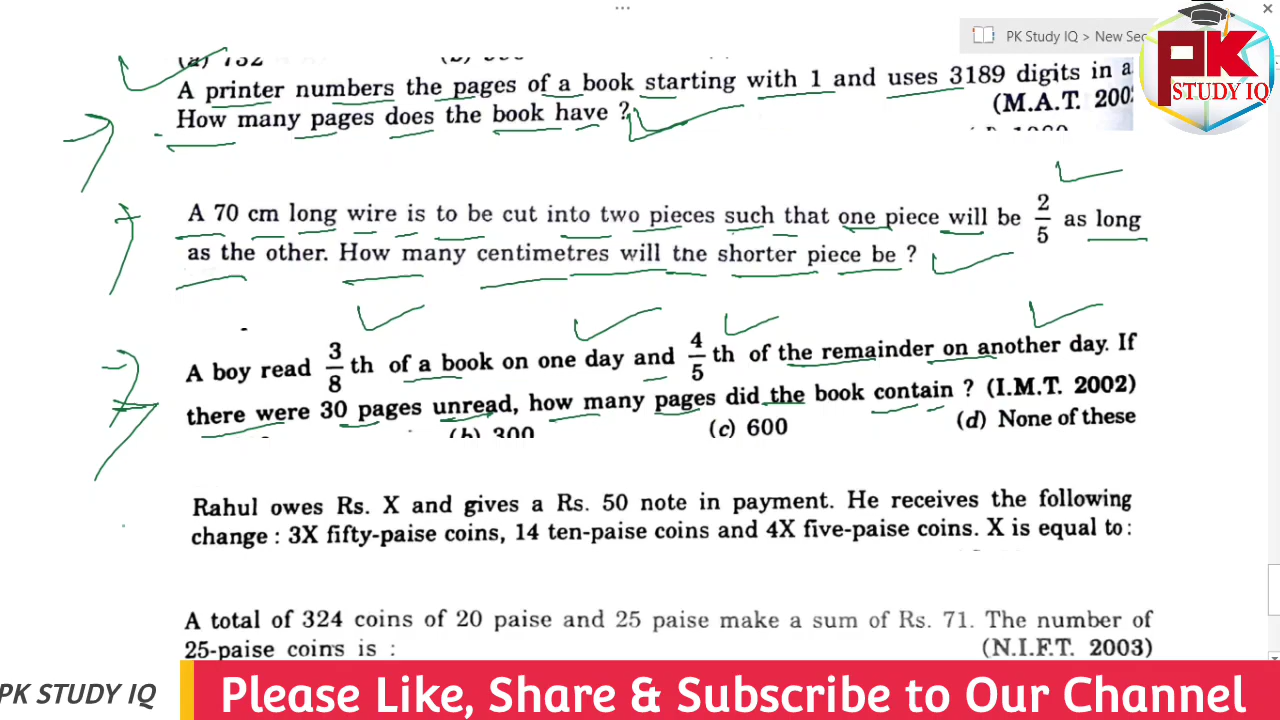 PK Study IQ > New Sec
PK
STUDY IQ
A printer numbers the pages of a book starting with 1 and uses 3189 digits in a
How many pages does the book have ?
(M.A.T. 200
A 70 cm long wire is to be cut into two pieces such that one piece will be 2/5 as long
as the other. How many centimetres will the shorter piece be ?
A boy read 3/8 th of a book on one day and 4/5 th of the remainder on another day. If
there were 30 pages unread, how many pages did the book contain ? (I.M.T. 2002)
(b) 300 (c) 600 (d) None of these
Rahul owes Rs. X and gives a Rs. 50 note in payment. He receives the following
change : 3X fifty-paise coins, 14 ten-paise coins and 4X five-paise coins. X is equal to :
A total of 324 coins of 20 paise and 25 paise make a sum of Rs. 71. The number of
25-paise coins is : (N.I.F.T. 2003)
PK STUDY IQ
Please Like, Share & Subscribe to Our Channel